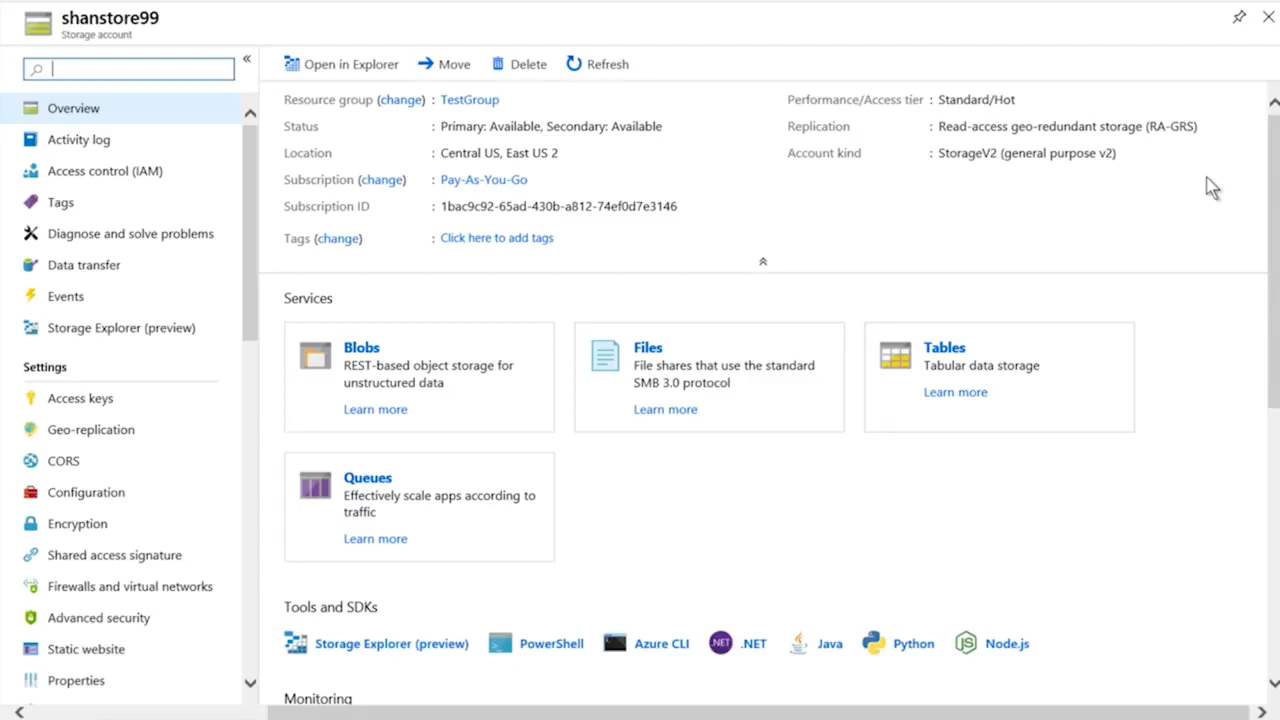 shanstore99
Storage account
«
Overview
Activity log
Access control (IAM)
Tags
Diagnose and solve problems
Data transfer
Events
Storage Explorer (preview)
Settings
Access keys
Geo-replication
CORS
Configuration
Encryption
Shared access signature
Firewalls and virtual networks
Advanced security
Static website
Properties
Open in Explorer Move Delete Refresh
Resource group (change) : TestGroup
Status : Primary: Available, Secondary: Available
Location : Central US, East US 2
Subscription (change) : Pay-As-You-Go
Subscription ID : 1bac9c92-65ad-430b-a812-74ef0d7e3146
Tags (change) : Click here to add tags
Performance/Access tier : Standard/Hot
Replication : Read-access geo-redundant storage (RA-GRS)
Account kind : StorageV2 (general purpose v2)
Services
Blobs
REST-based object storage for
unstructured data
Learn more
Files
File shares that use the standard
SMB 3.0 protocol
Learn more
Tables
Tabular data storage
Learn more
Queues
Effectively scale apps according to
traffic
Learn more
Tools and SDKs
Storage Explorer (preview) PowerShell Azure CLI NET .NET Java Python Node.js
Monitoring